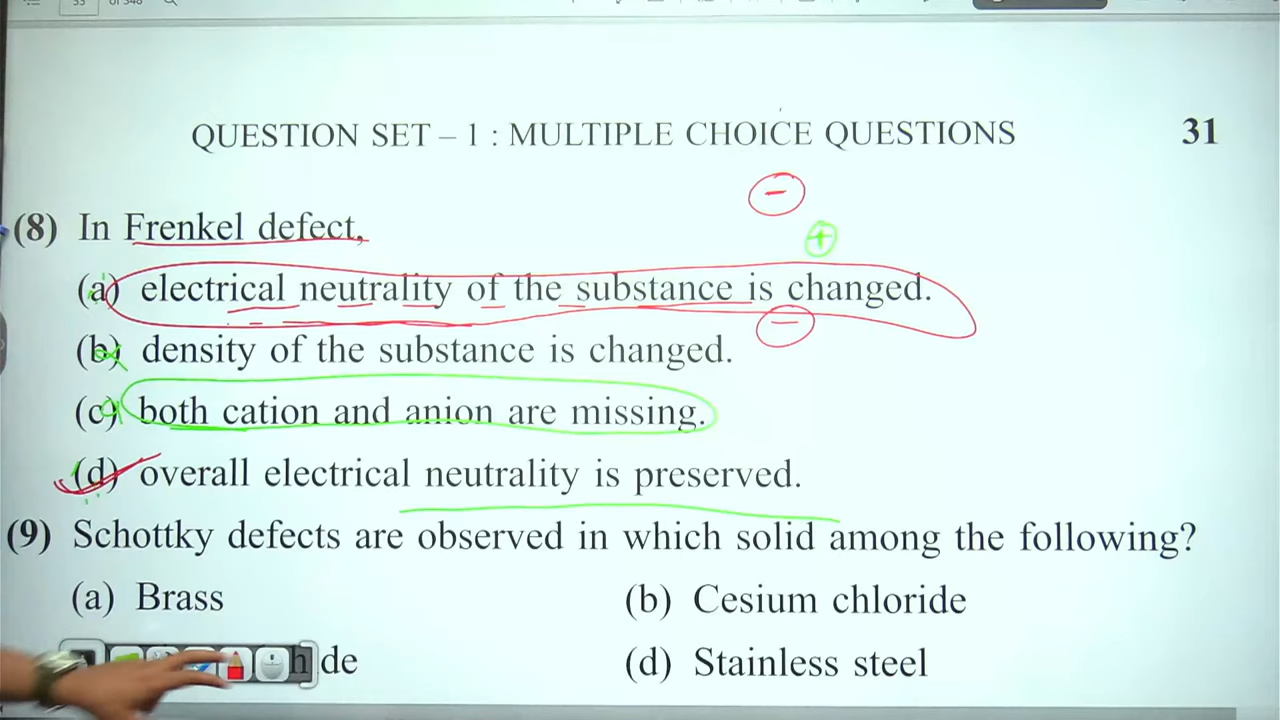 QUESTION SET – 1 : MULTIPLE CHOICE QUESTIONS 31
(8) In Frenkel defect,
(a) electrical neutrality of the substance is changed.
(b) density of the substance is changed.
(c) both cation and anion are missing.
(d) overall electrical neutrality is preserved.
(9) Schottky defects are observed in which solid among the following?
(a) Brass (b) Cesium chloride
de (d) Stainless steel